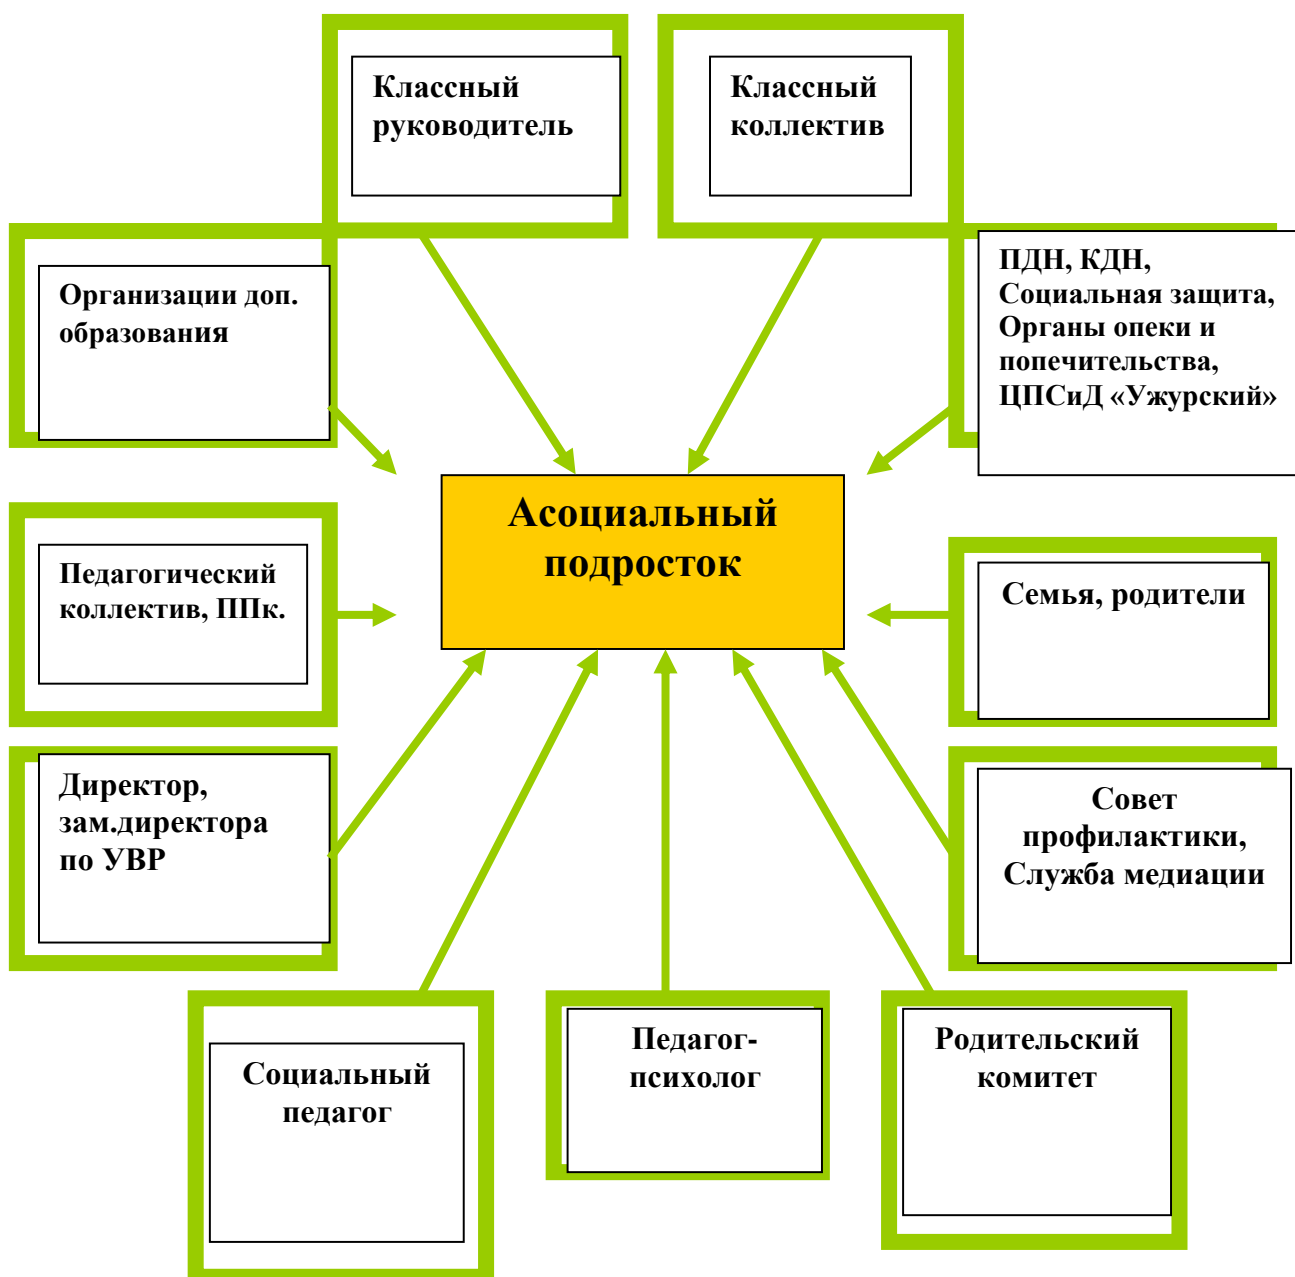 Классный
руководитель
Классный
коллектив
Организации доп.
образования
ПДН, КДН,
Социальная защита,
Органы опеки и
попечительства,
ЦПСиД «Ужурский»
Асоциальный
подросток
Педагогический
коллектив, ППк.
Семья, родители
Директор,
зам.директора
по УВР
Совет
профилактики,
Служба медиации
Социальный
педагог
Педагог-
психолог
Родительский
комитет